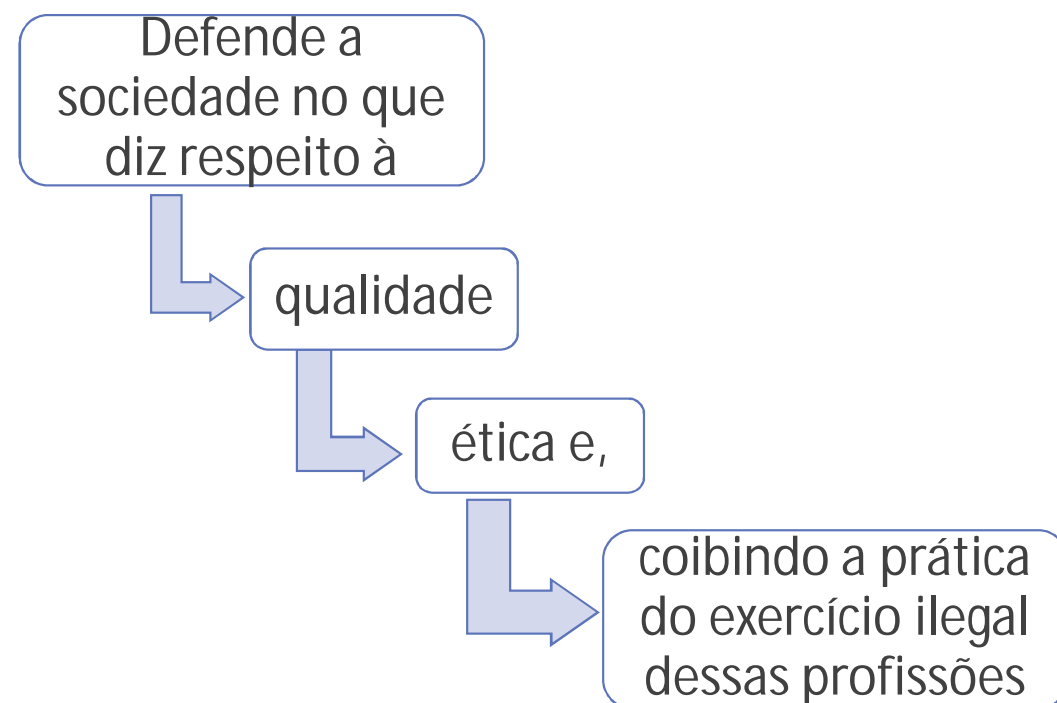 Defende a
sociedade no que
diz respeito à
qualidade
ética e,
coibindo a prática
do exercício ilegal
dessas profissões